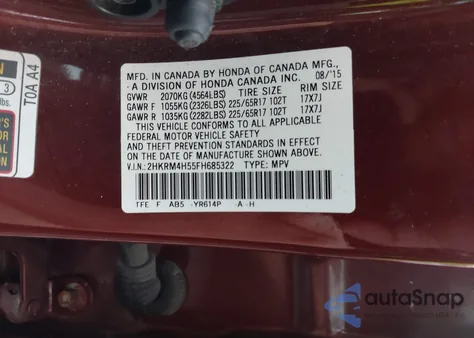 MFD. IN CANADA BY HONDA OF CANADA MFG.,
· A DIVISION OF HONDA CANADA INC. 08/'15
GVWR 2070KG (4564LBS) TIRE SIZE RIM SIZE
GAWR F 1055KG (2326LBS) 225/65R17 102T 17X7J
GAWR R 1035KG (2282LBS) 225/65R17 102T 17X7J
THIS VEHICLE CONFORMS TO ALL APPLICABLE
FEDERAL MOTOR VEHICLE SAFETY, BUMPER,
AND THEFT PREVENTION STANDARDS IN EFFECT
ON THE DATE OF MANUFACTURE SHOWN ABOVE.
V.I.N.: 2HKRM4H55FH685322 TYPE: MPV
TFE F AB5 -YR614P -A -H
T0A A4
3
lbs.
autoSnap